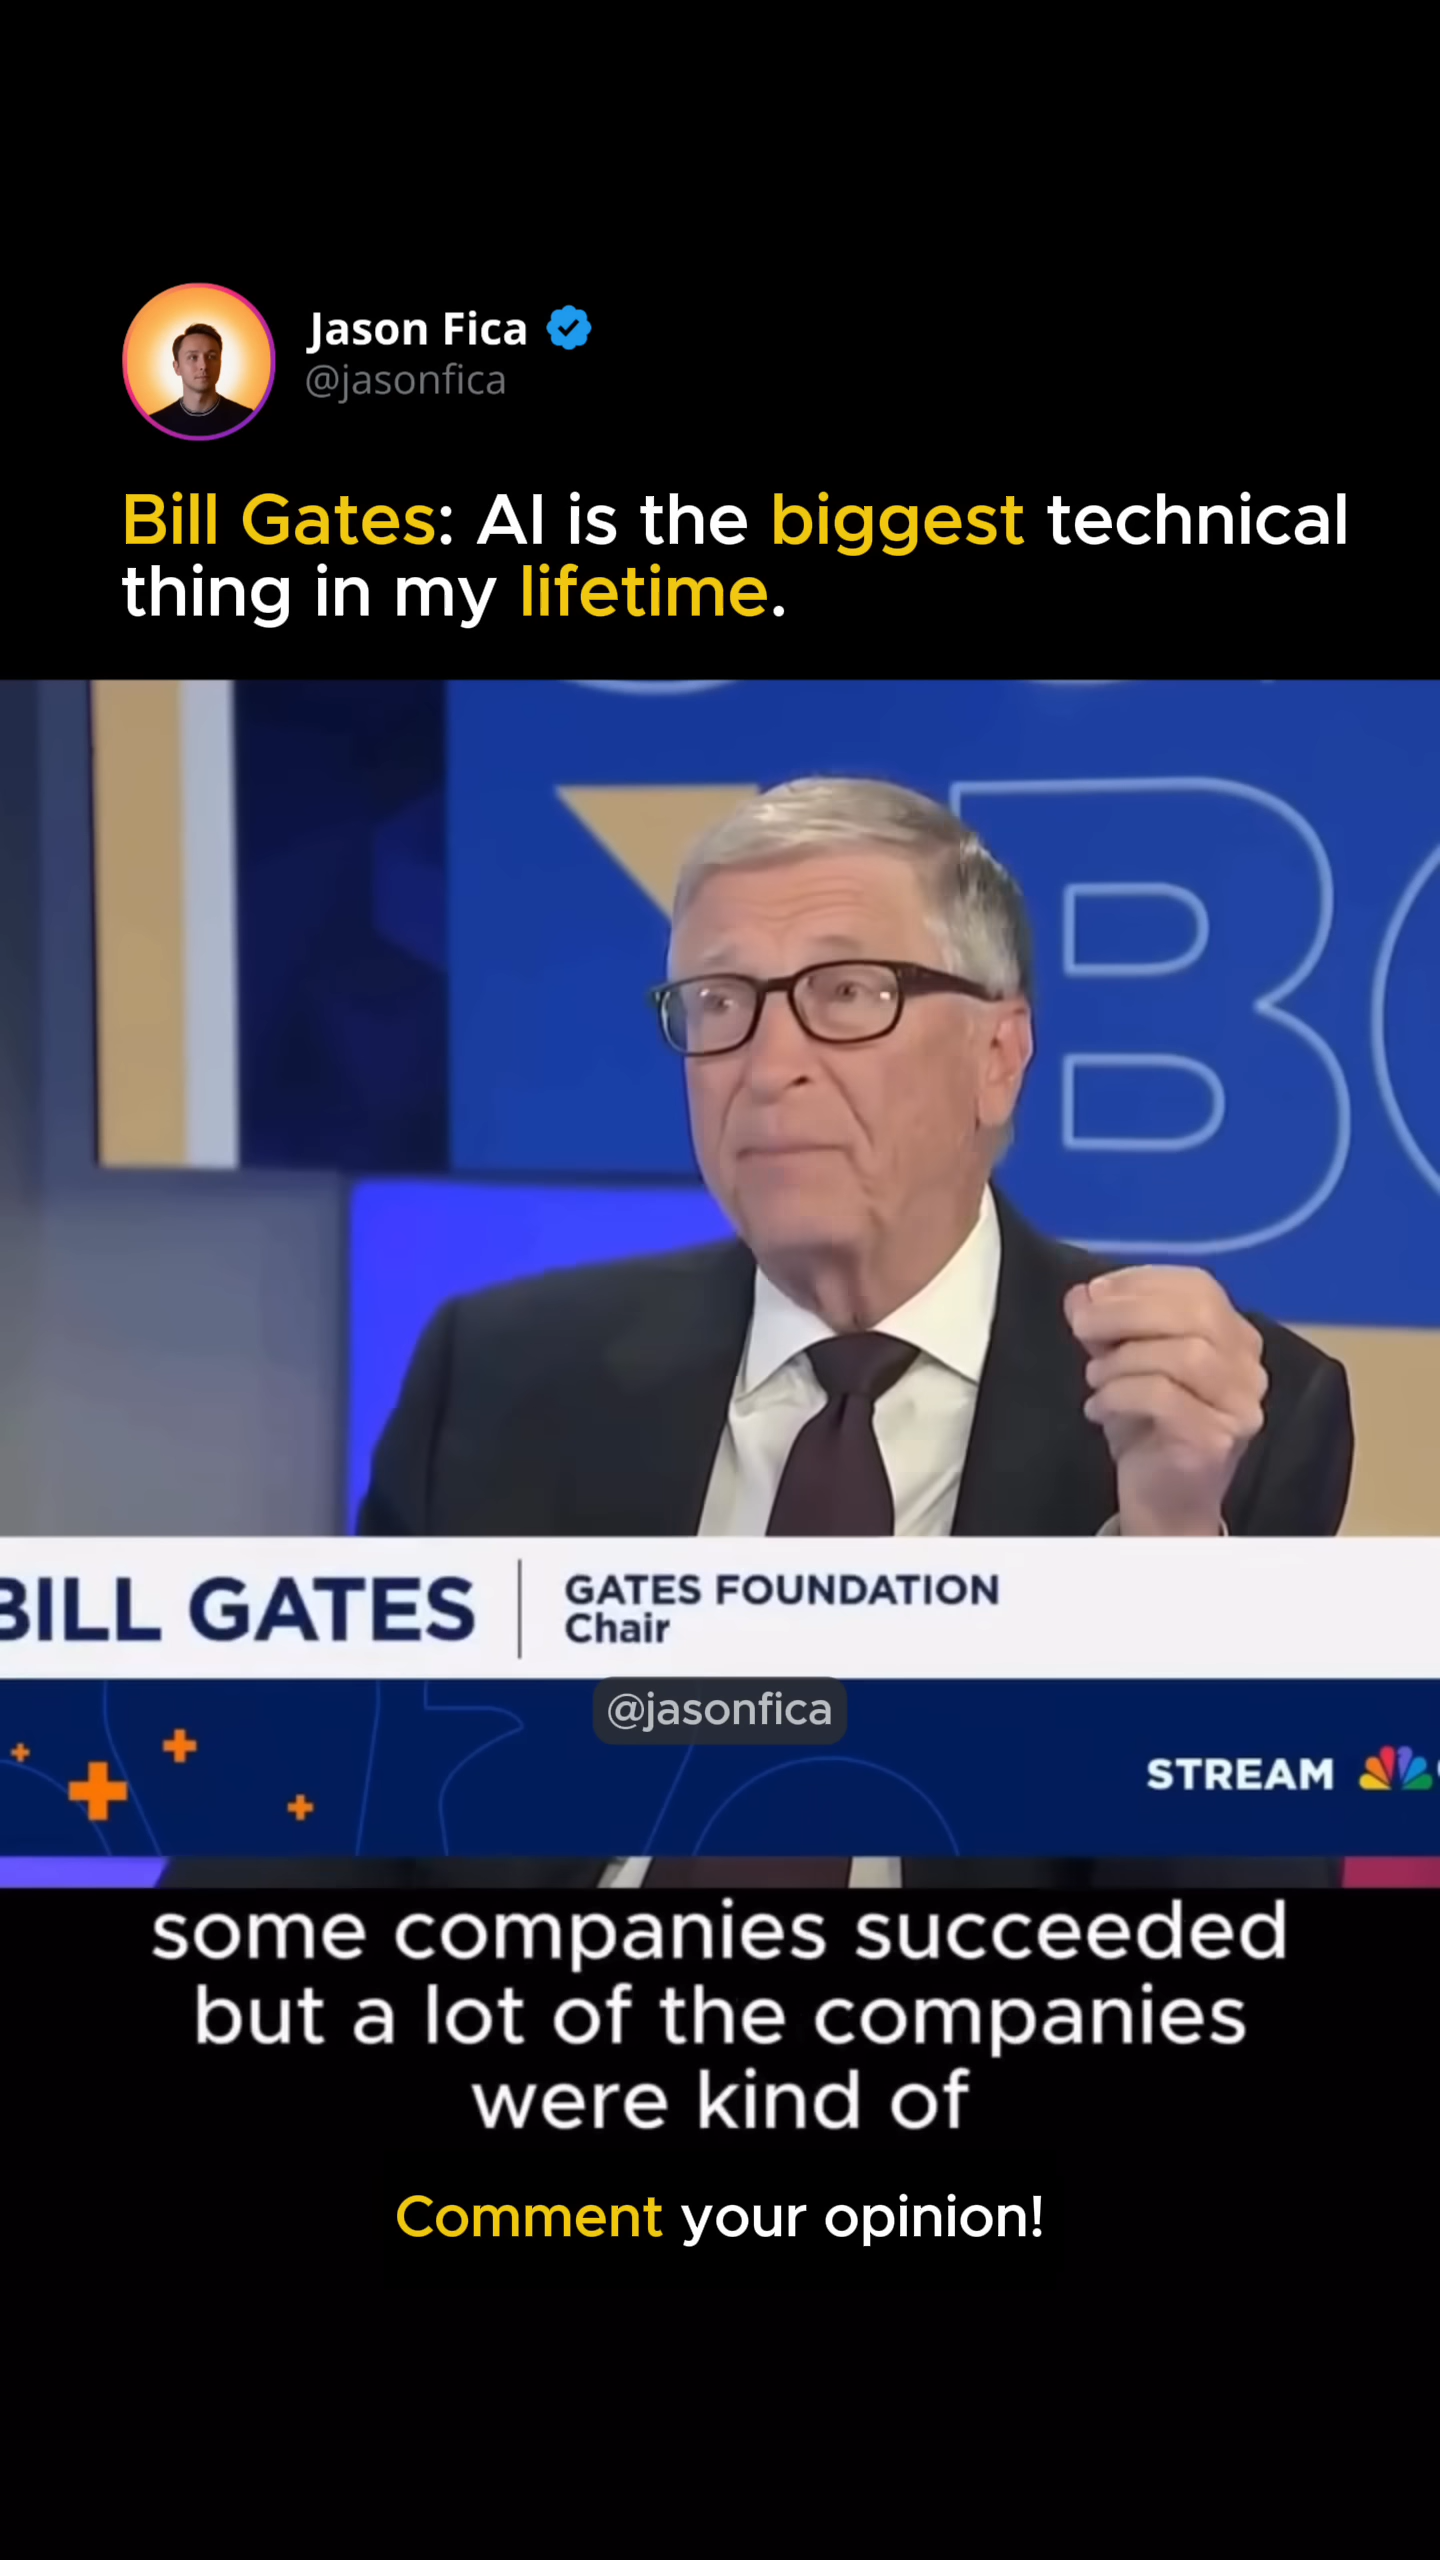 Jason Fica
@jasonfica
Bill Gates: AI is the biggest technical
thing in my lifetime.
BILL GATES
GATES FOUNDATION
Chair
@jasonfica
STREAM
some companies succeeded
but a lot of the companies
were kind of
Comment your opinion!